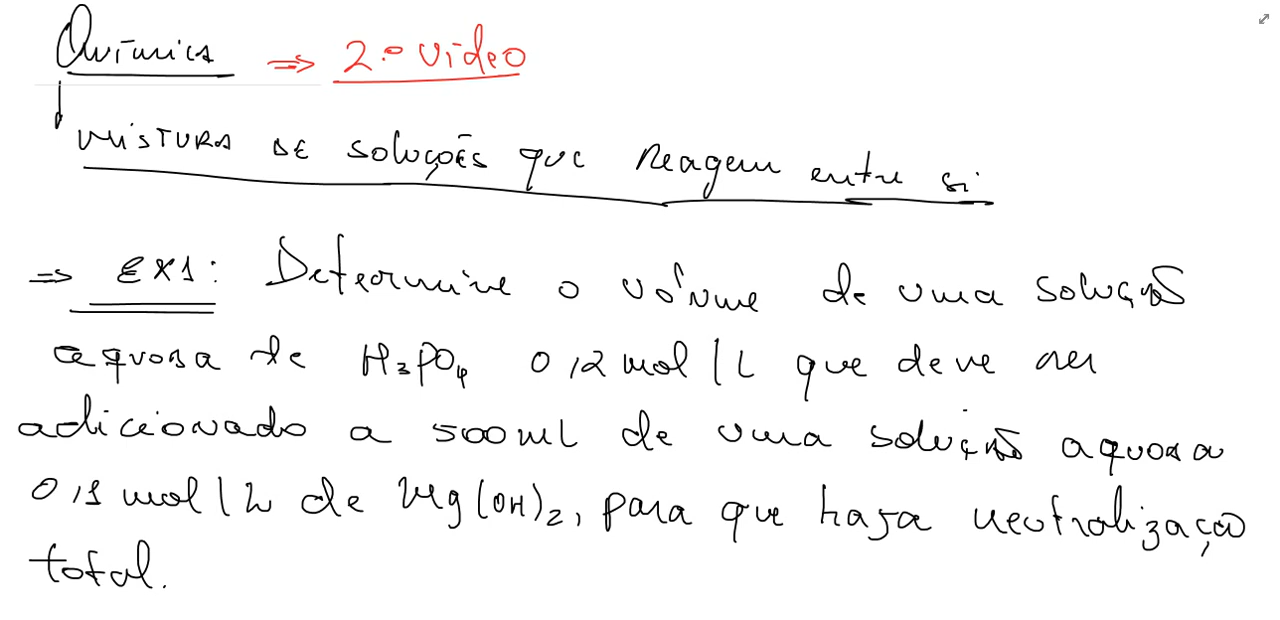 Química ⇒ 2.º vídeo
MISTURA DE soluções que Reagem entre si
⇒ EX1: Determine o volume de uma solução
aquosa de H₃PO₄ 0,2 mol/L que deve ser
adicionado a 500mL de uma solução aquosa
0,1 mol/L de Mg(OH)₂, para que haja neutralização
total.